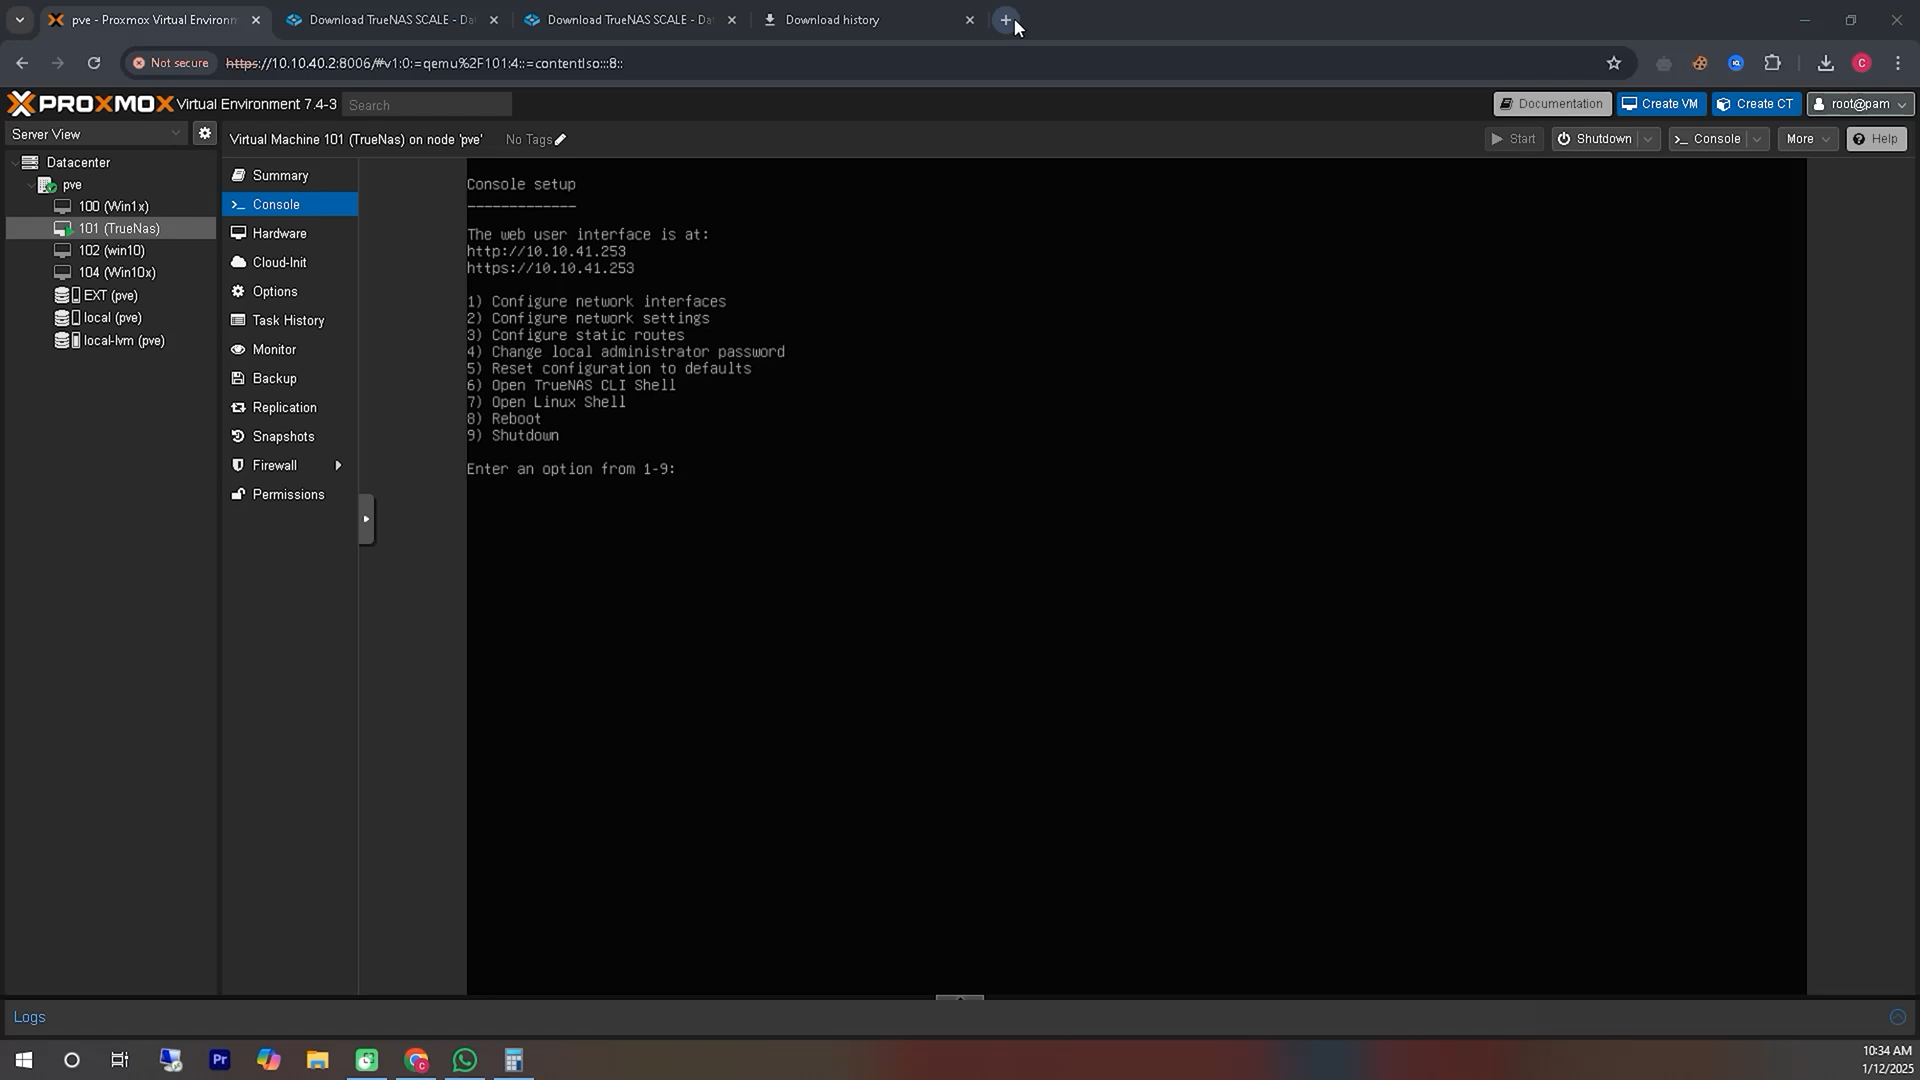 pve - Proxmox Virtual Environm
Download TrueNAS SCALE - Da
Download TrueNAS SCALE - Da
Download history
Not secure
https://10.10.40.2:8006/#v1:0:=qemu%2F101:4::=contentIso:::8::
C
PROXMOX Virtual Environment 7.4-3
Search
Documentation
Create VM
Create CT
root@pam
Server View
Virtual Machine 101 (TrueNas) on node 'pve'
No Tags
Start
Shutdown
>_ Console
More
Help
Datacenter
pve
100 (Win1x)
101 (TrueNas)
102 (win10)
104 (Win10x)
EXT (pve)
local (pve)
local-lvm (pve)
Summary
>_ Console
Hardware
Cloud-Init
Options
Task History
Monitor
Backup
Replication
Snapshots
Firewall
Permissions
Console setup
-------------
The web user interface is at:
http://10.10.41.253
https://10.10.41.253
1) Configure network interfaces
2) Configure network settings
3) Configure static routes
4) Change local administrator password
5) Reset configuration to defaults
6) Open TrueNAS CLI Shell
7) Open Linux Shell
8) Reboot
9) Shutdown
Enter an option from 1-9:
Logs
Pr
C
10:34 AM
1/12/2025